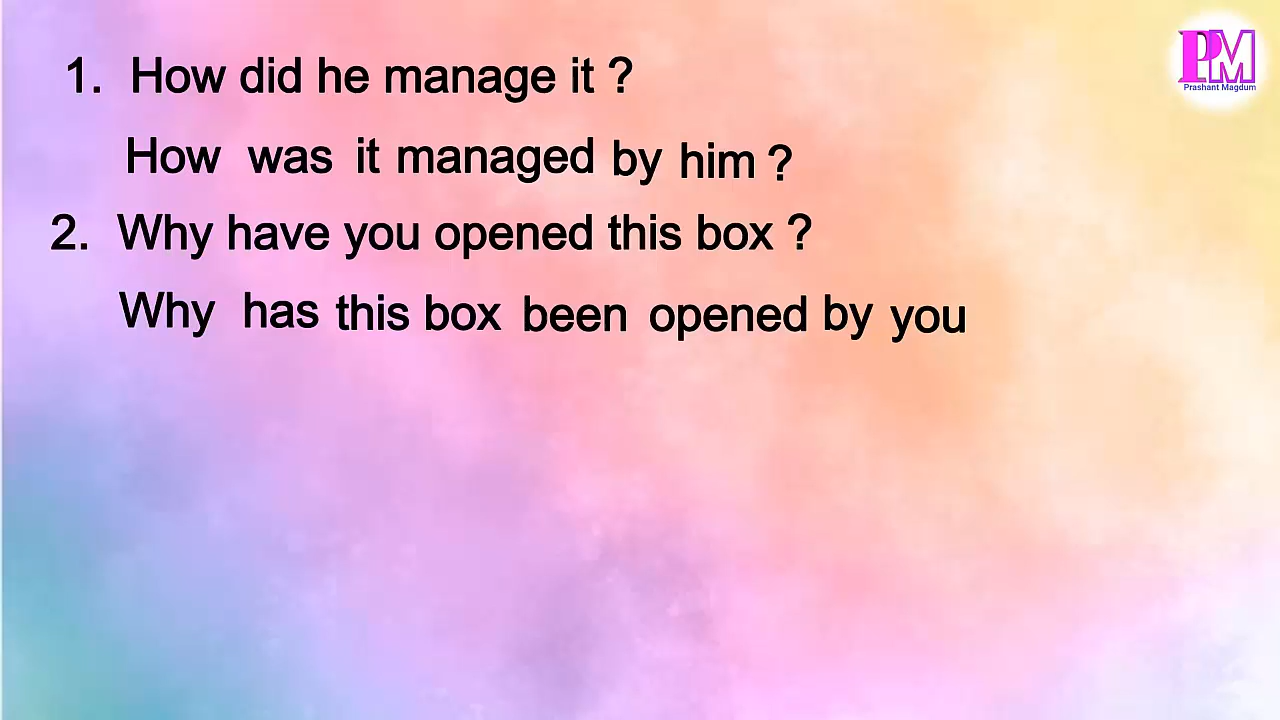 PM
Prashant Magdum
1. How did he manage it ?
How was it managed by him ?
2. Why have you opened this box ?
Why has this box been opened by you